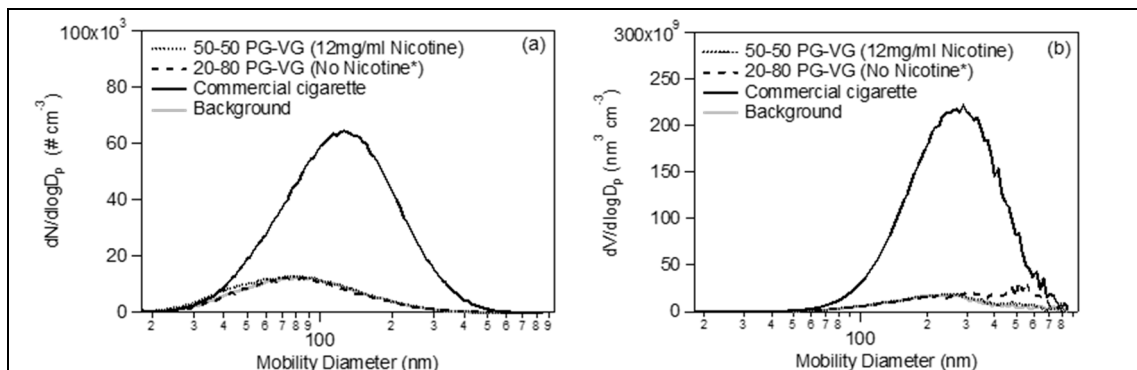 100x10³
50-50 PG-VG (12mg/ml Nicotine)
20-80 PG-VG (No Nicotine*)
Commercial cigarette
Background
(a)
80
60
40
20
0
dN/dlogDₚ (# cm⁻³)
2 3 4 5 6 7 8 9 100 2 3 4 5 6 7 8 9
Mobility Diameter (nm)
300x10⁹
50-50 PG-VG (12mg/ml Nicotine)
20-80 PG-VG (No Nicotine*)
Commercial cigarette
Background
(b)
250
200
150
100
50
0
dV/dlogDₚ (nm³ cm⁻³)
2 3 4 5 6 7 8 100 2 3 4 5 6 7 8
Mobility Diameter (nm)